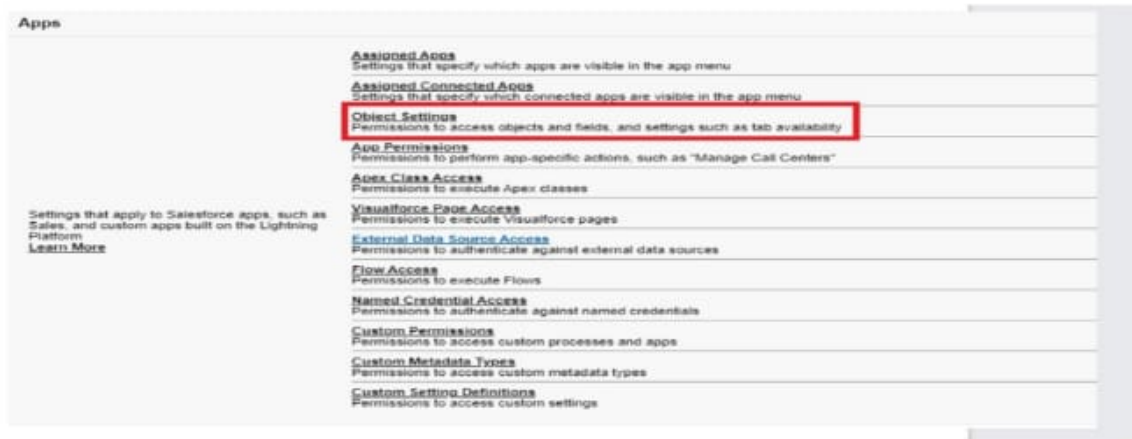 Apps
Assigned Apps
Settings that specify which apps are visible in the app menu
Assigned Connected Apps
Settings that specify which connected apps are visible in the app menu
Object Settings
Permissions to access objects and fields, and settings such as tab availability
App Permissions
Permissions to perform app-specific actions, such as "Manage Call Centers"
Apex Class Access
Permissions to execute Apex classes
Settings that apply to Salesforce apps, such as
Sales, and custom apps built on the Lightning
Platform
Learn More
Visualforce Page Access
Permissions to execute Visualforce pages
External Data Source Access
Permissions to authenticate against external data sources
Flow Access
Permissions to execute Flows
Named Credential Access
Permissions to authenticate against named credentials
Custom Permissions
Permissions to access custom processes and apps
Custom Metadata Types
Permissions to access custom metadata types
Custom Setting Definitions
Permissions to access custom settings